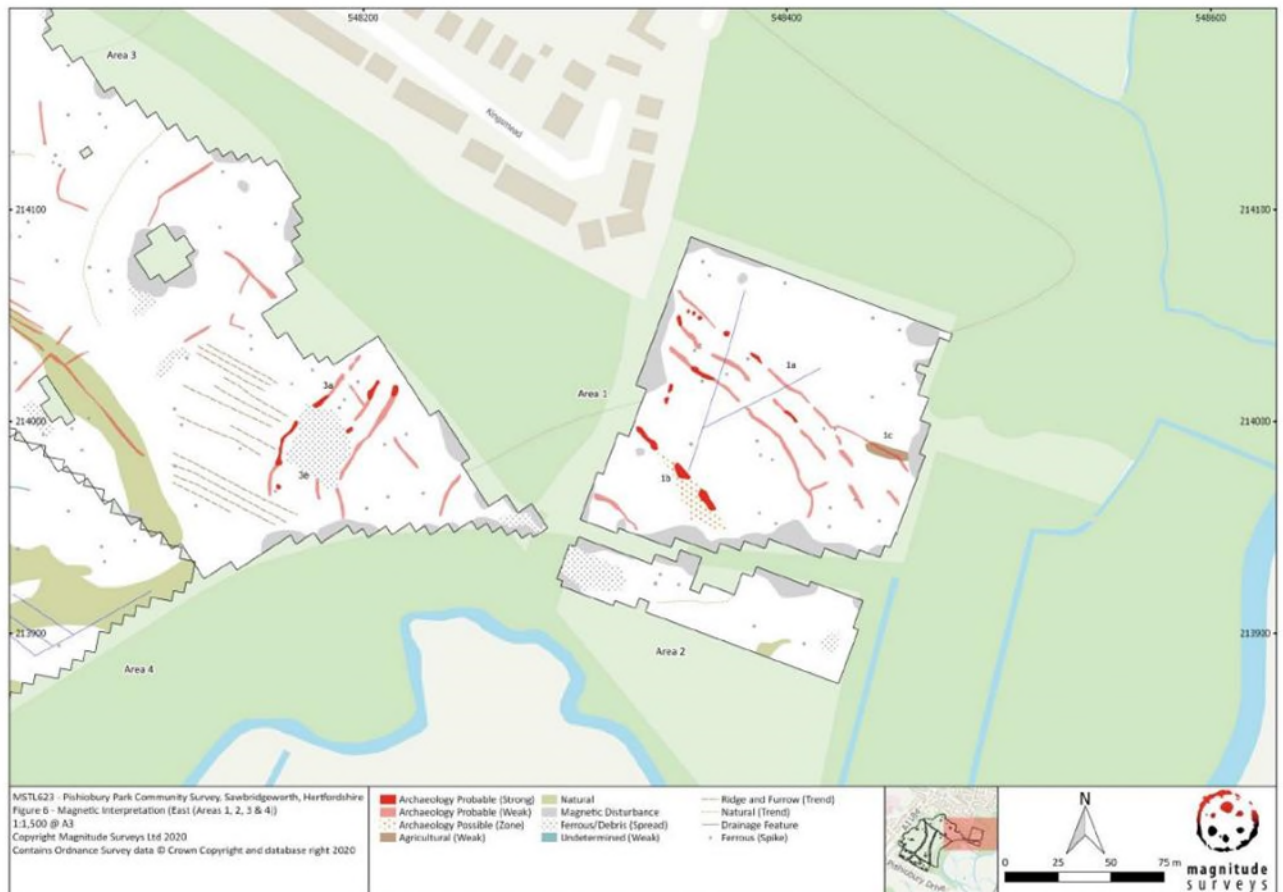 548200
548400
548600
Area 3
Kingsmead
214100
214100
3a
Area 1
1a
214000
214000
1c
3e
1b
213900
213900
Area 4
Area 2
MSTL623 - Pishiobury Park Community Survey, Sawbridgeworth, Hertfordshire
Figure 6 - Magnetic Interpretation (East (Areas 1, 2, 3 & 4))
1:1,500 @ A3
Copyright Magnitude Surveys Ltd 2020
Contains Ordnance Survey data © Crown Copyright and database right 2020
Archaeology Probable (Strong)
Archaeology Probable (Weak)
Archaeology Possible (Zone)
Agricultural (Weak)
Natural
Magnetic Disturbance
Ferrous/Debris (Spread)
Undetermined (Weak)
Ridge and Furrow (Trend)
Natural (Trend)
Drainage Feature
Ferrous (Spike)
Pishiobury Drive
N
0 25 50 75 m
magnitude
surveys